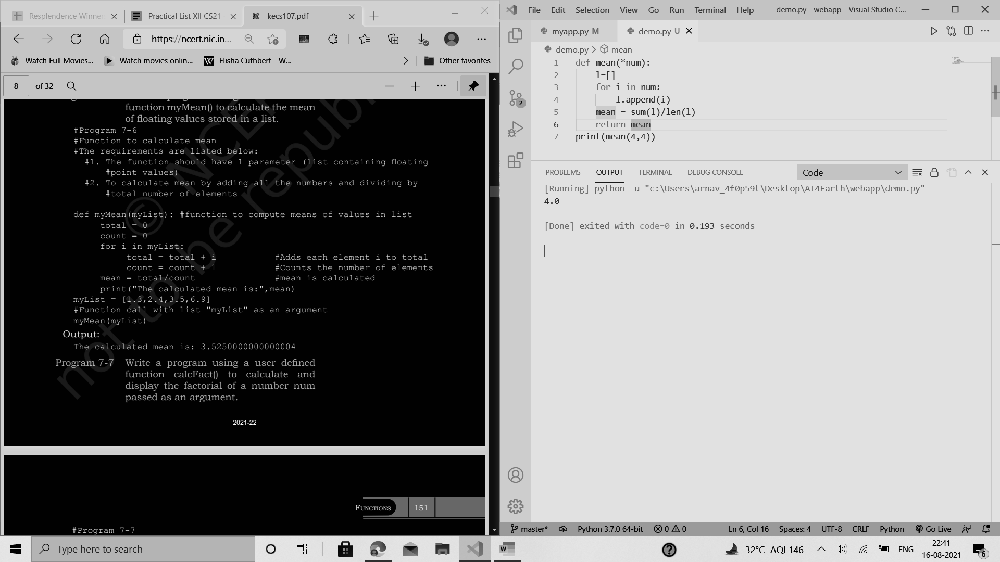 Resplendence Winner
Practical List XII CS21
kecs107.pdf
https://ncert.nic.in...
Watch Full Movies...
Watch movies onlin...
W
Elisha Cuthbert - W...
Other favorites
8
of 32
function myMean() to calculate the mean
of floating values stored in a list.
#Program 7-6
#Function to calculate mean
#The requirements are listed below:
#1. The function should have 1 parameter (list containing floating
#point values)
#2. To calculate mean by adding all the numbers and dividing by
#total number of elements
def myMean(myList): #function to compute means of values in list
total = 0
count = 0
for i in myList:
total = total + i #Adds each element i to total
count = count + 1 #Counts the number of elements
mean = total/count #mean is calculated
print("The calculated mean is:",mean)
myList = [1.3,2.4,3.5,6.9]
#Function call with list "myList" as an argument
myMean(myList)
Output:
The calculated mean is: 3.5250000000000004
Program 7-7 Write a program using a user defined
function calcFact() to calculate and
display the factorial of a number num
passed as an argument.
2021-22
© NCER
not to be republi
FUNCTIONS 151
#Program 7-7
File Edit Selection View Go Run Terminal Help
demo.py - webapp - Visual Studio C...
myapp.py M
demo.py U
demo.py > mean
1 def mean(*num):
2 l=[]
3 for i in num:
4 l.append(i)
5 mean = sum(l)/len(l)
6 return mean
7 print(mean(4,4))
2
PROBLEMS OUTPUT TERMINAL DEBUG CONSOLE
Code
[Running] python -u "c:\Users\arnav_4f0p59t\Desktop\AI4Earth\webapp\demo.py"
4.0
[Done] exited with code=0 in 0.193 seconds
master* Python 3.7.0 64-bit 0 0 Ln 6, Col 16 Spaces: 4 UTF-8 CRLF Python Go Live
Type here to search
W
32°C AQI 146
ENG
22:41
16-08-2021
6